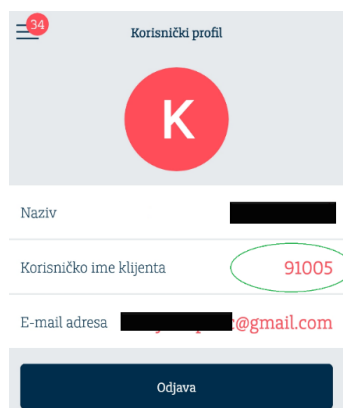 34
Korisnički profil
K
Naziv
Korisničko ime klijenta 91005
E-mail adresa @gmail.com
Odjava